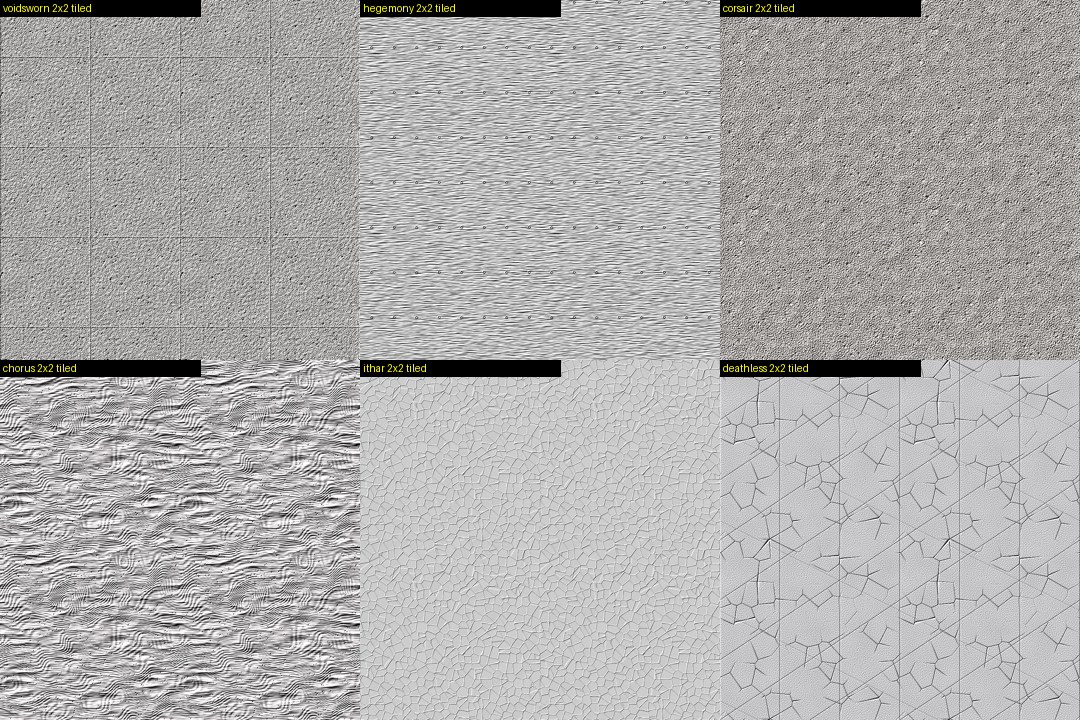 voidsworn 2x2 tiled
hegemony 2x2 tiled
corsair 2x2 tiled
chorus 2x2 tiled
ithar 2x2 tiled
deathless 2x2 tiled